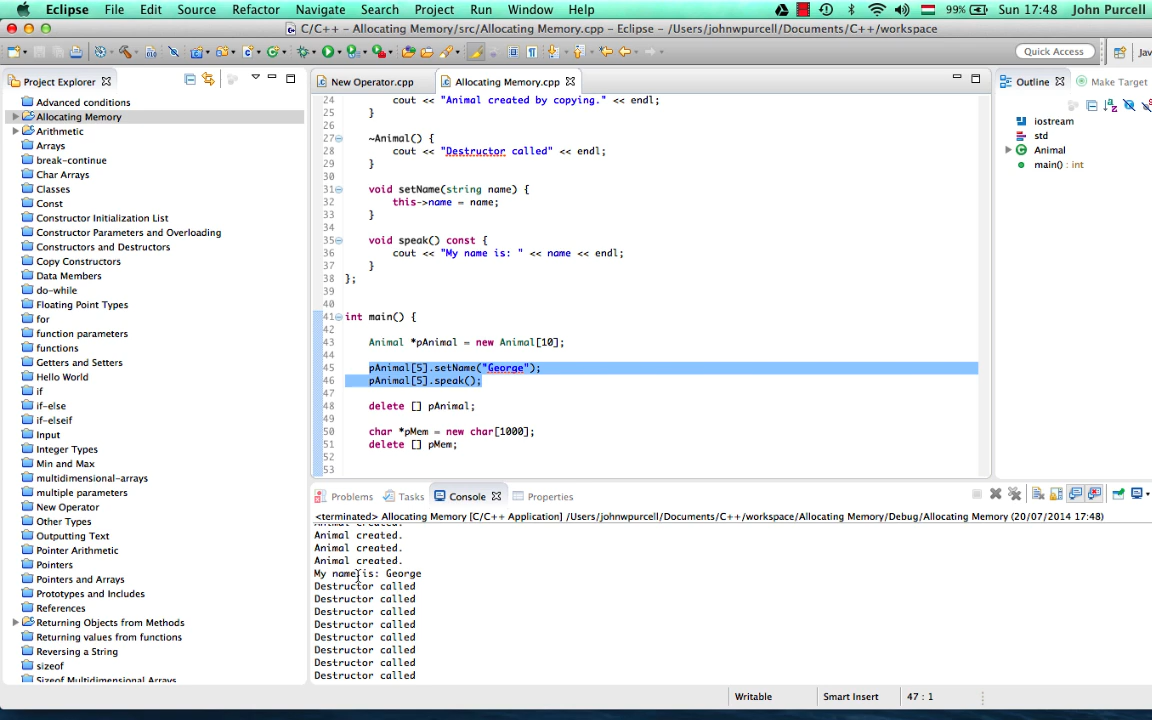 Eclipse File Edit Source Refactor Navigate Search Project Run Window Help 99% Sun 17:48 John Purcell
C/C++ - Allocating Memory/src/Allocating Memory.cpp - Eclipse - /Users/johnwpurcell/Documents/C++/workspace
Quick Access Jav
Project Explorer
Advanced conditions
Allocating Memory
Arithmetic
Arrays
break-continue
Char Arrays
Classes
Const
Constructor Initialization List
Constructor Parameters and Overloading
Constructors and Destructors
Copy Constructors
Data Members
do-while
Floating Point Types
for
function parameters
functions
Getters and Setters
Hello World
if
if-else
if-elseif
Input
Integer Types
Min and Max
multidimensional-arrays
multiple parameters
New Operator
Other Types
Outputting Text
Pointer Arithmetic
Pointers
Pointers and Arrays
Prototypes and Includes
References
Returning Objects from Methods
Returning values from functions
Reversing a String
sizeof
Sizeof Multidimensional Arrays
New Operator.cpp Allocating Memory.cpp
24 cout << "Animal created by copying." << endl;
25 }
26
27 ~Animal() {
28 cout << "Destructor called" << endl;
29 }
30
31 void setName(string name) {
32 this->name = name;
33 }
34
35 void speak() const {
36 cout << "My name is: " << name << endl;
37 }
38 };
39
40
41 int main() {
42
43 Animal *pAnimal = new Animal[10];
44
45 pAnimal[5].setName("George");
46 pAnimal[5].speak();
47
48 delete [] pAnimal;
49
50 char *pMem = new char[1000];
51 delete [] pMem;
52
53
Outline Make Target
iostream
std
Animal
main() : int
Problems Tasks Console Properties
<terminated> Allocating Memory [C/C++ Application] /Users/johnwpurcell/Documents/C++/workspace/Allocating Memory/Debug/Allocating Memory (20/07/2014 17:48)
Animal created.
Animal created.
Animal created.
Animal created.
My name is: George
Destructor called
Destructor called
Destructor called
Destructor called
Destructor called
Destructor called
Destructor called
Destructor called
Writable Smart Insert 47 : 1